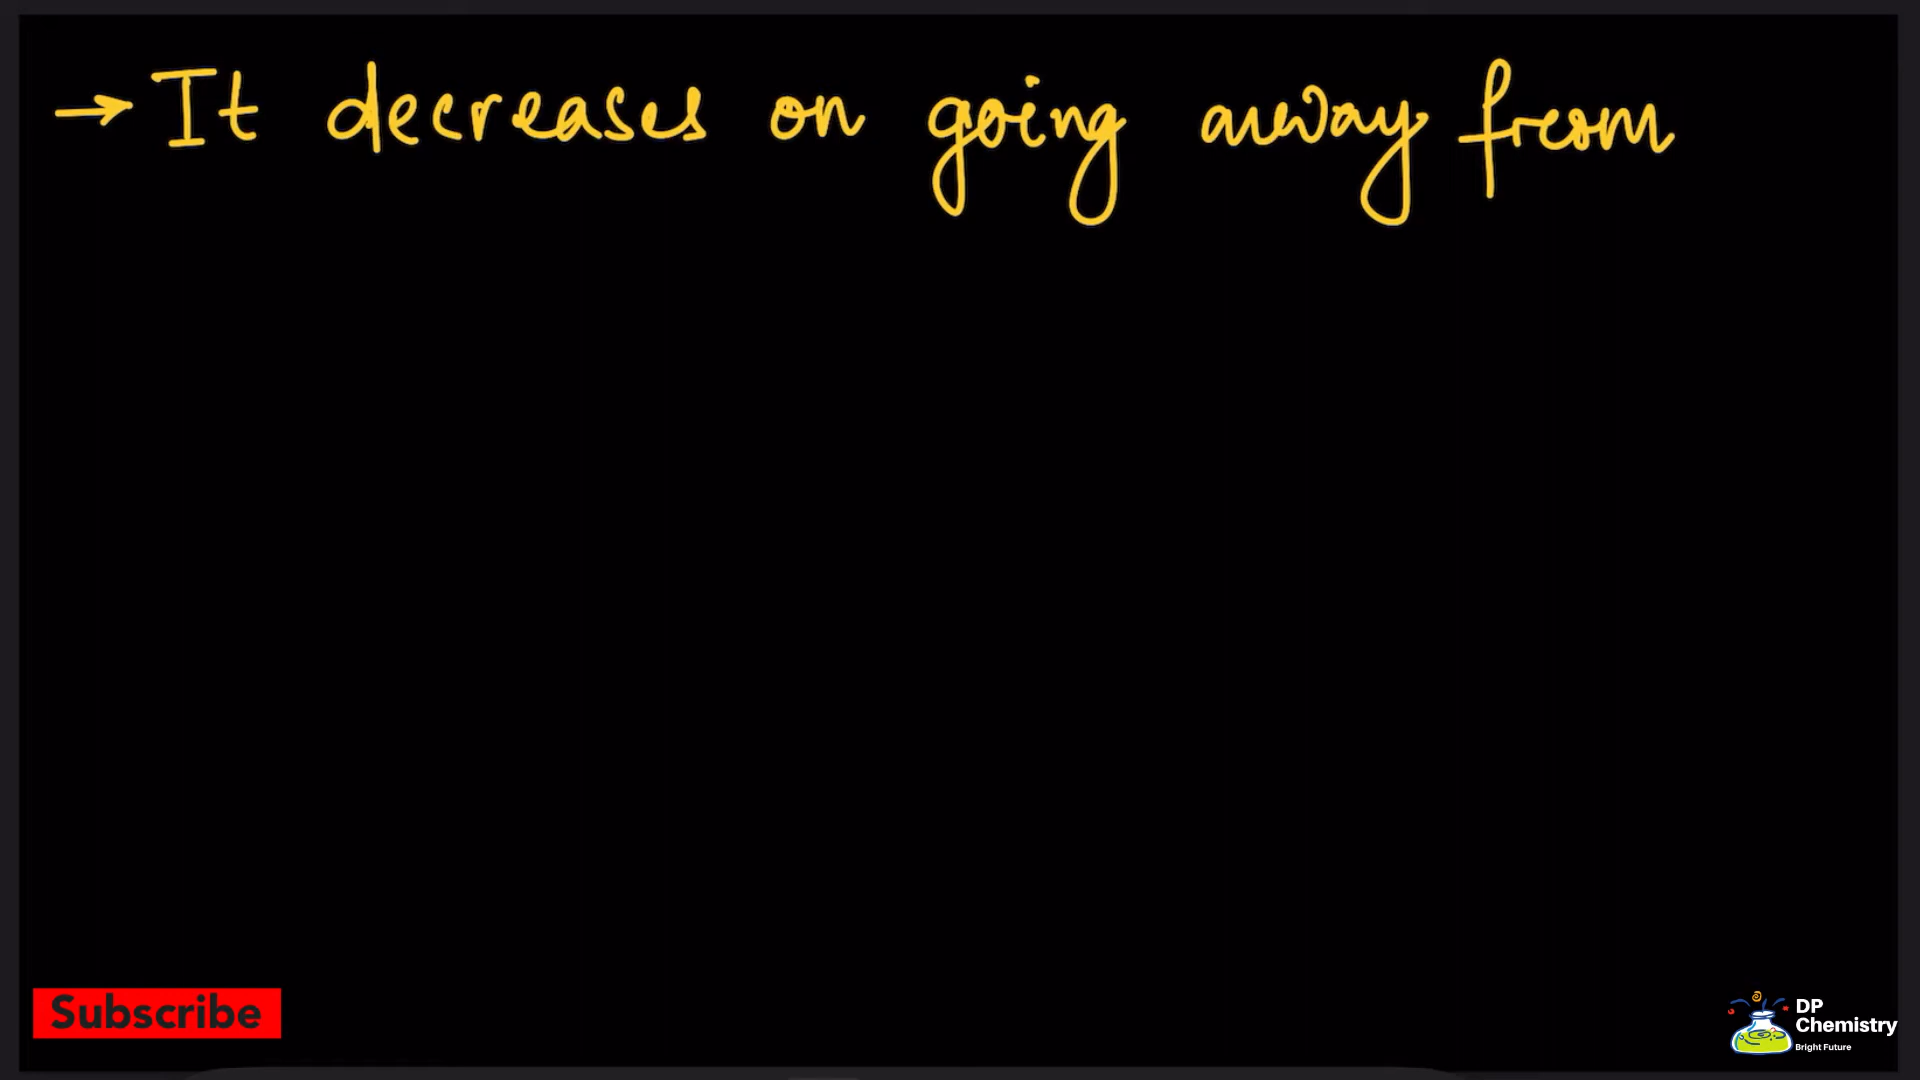 → It decreases on going away from
Subscribe
DP
Chemistry
Bright Future